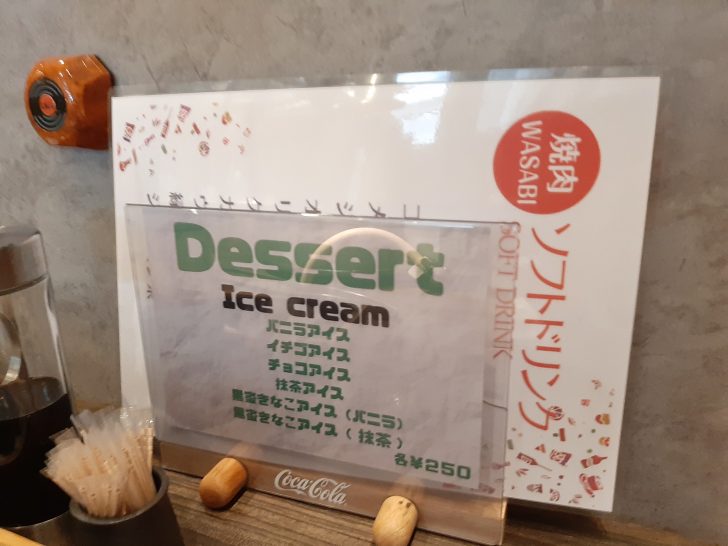 焼肉
WASABI
ソフトドリンク
SOFT DRINK
Dessert
Ice cream
バニラアイス
イチゴアイス
チョコアイス
抹茶アイス
黒蜜きなこアイス（バニラ）
黒蜜きなこアイス（ 抹茶 ）
各¥250
Coca-Cola